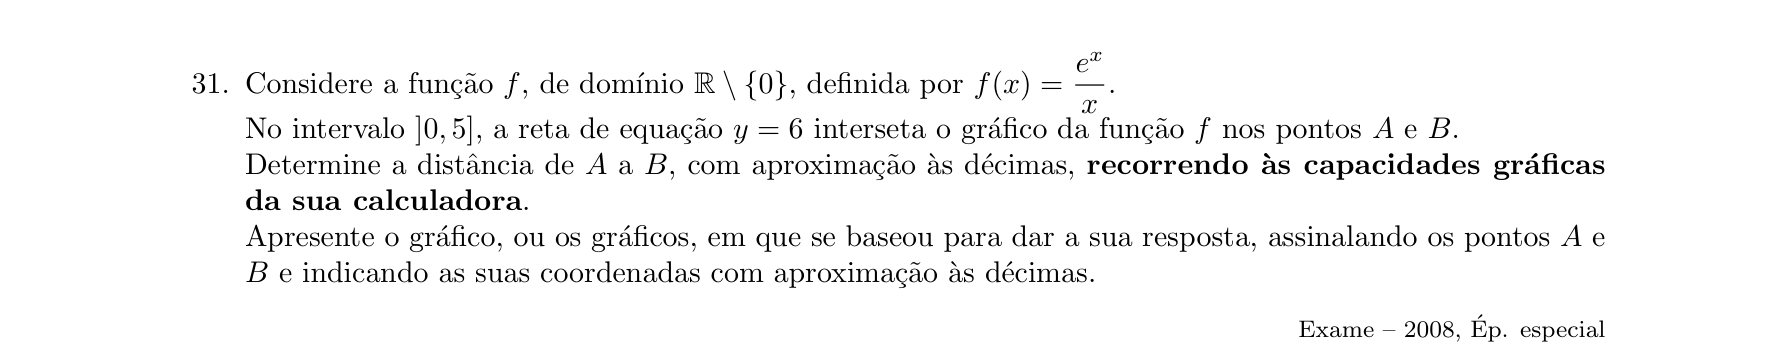 31. Considere a função f, de domínio ℝ \ {0}, definida por f(x) = e^x/x.
No intervalo ]0, 5], a reta de equação y = 6 interseta o gráfico da função f nos pontos A e B.
Determine a distância de A a B, com aproximação às décimas, recorrendo às capacidades gráficas
da sua calculadora.
Apresente o gráfico, ou os gráficos, em que se baseou para dar a sua resposta, assinalando os pontos A e
B e indicando as suas coordenadas com aproximação às décimas.
Exame – 2008, Ép. especial